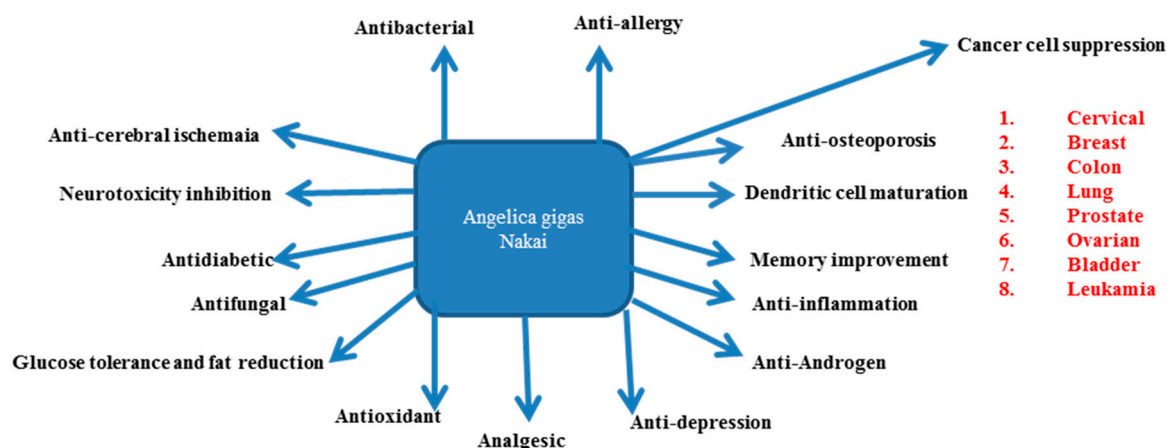 Antibacterial
Anti-allergy
Cancer cell suppression
Anti-cerebral ischemaia
Anti-osteoporosis
Neurotoxicity inhibition
Dendritic cell maturation
Angelica gigas
Nakai
Antidiabetic
Memory improvement
Antifungal
Anti-inflammation
Glucose tolerance and fat reduction
Anti-Androgen
Antioxidant
Analgesic
Anti-depression
1. Cervical
2. Breast
3. Colon
4. Lung
5. Prostate
6. Ovarian
7. Bladder
8. Leukamia